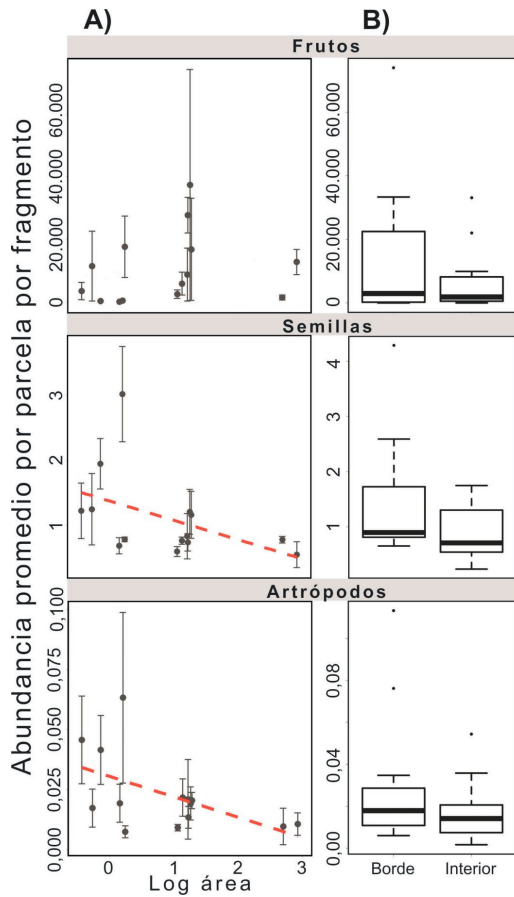 A) B)
Frutos
Abundancia promedio por parcela por fragmento
60.000
40.000
20.000
0
60.000
40.000
20.000
0
Semillas
3
2
1
4
3
2
1
Artrópodos
0,100
0,075
0,050
0,025
0,000
0,08
0,04
0,00
0 1 2 3
Log área
Borde Interior